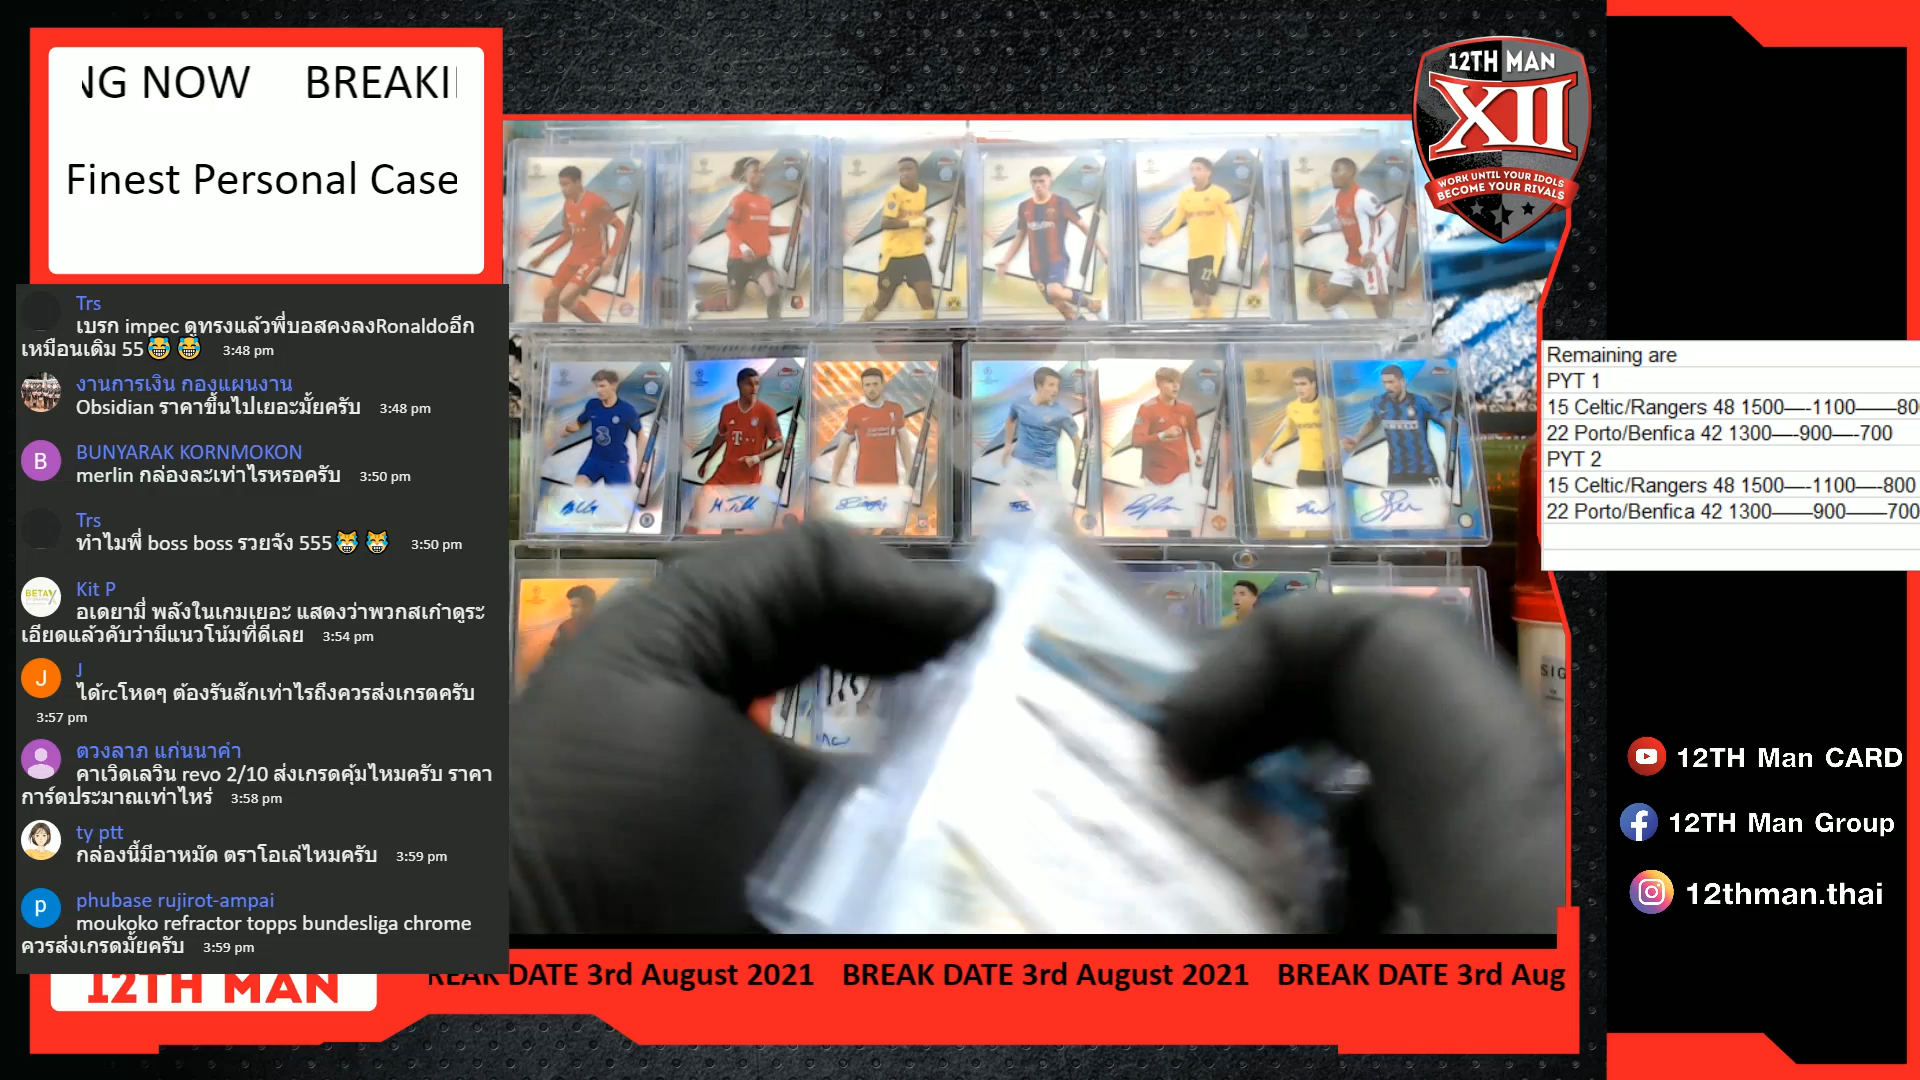 NG NOW BREAKI
Finest Personal Case
Trs
เบรก impec ดูทรงแล้วพี่บอสคงลงRonaldoอีก
เหมือนเดิม 55😹 😹 3:48 pm
งานการเงิน กองแผนงาน
Obsidian ราคาขึ้นไปเยอะมั้ยครับ 3:48 pm
B
BUNYARAK KORNMOKON
merlin กล่องละเท่าไรหรอครับ 3:50 pm
Trs
ทำไมพี่ boss boss รวยจัง 555😹 😹 3:50 pm
BETA X
Kit P
อเดยามี่ พลังในเกมเยอะ แสดงว่าพวกสเก๋าดูระ
เอียดแล้วคับว่ามีแนวโน้มที่ดีเลย 3:54 pm
J
J
ได้rcโหดๆ ต้องรันสักเท่าไรถึงควรส่งเกรดครับ
3:57 pm
ตวงลาภ แก่นนาคำ
คาเวิดเลวิน revo 2/10 ส่งเกรดคุ้มไหมครับ ราคา
การ์ดประมาณเท่าไหร่ 3:58 pm
ty ptt
กล่องนี้มีอาหมัด ตราโอเล่ไหมครับ 3:59 pm
p
phubase rujirot-ampai
moukoko refractor topps bundesliga chrome
ควรส่งเกรดมั้ยครับ 3:59 pm
12TH MAN
REAK DATE 3rd August 2021 BREAK DATE 3rd August 2021 BREAK DATE 3rd Aug
12TH MAN
XII
WORK UNTIL YOUR IDOLS
BECOME YOUR RIVALS
Remaining are
PYT 1
15 Celtic/Rangers 48 1500—-1100——80
22 Porto/Benfica 42 1300—-900—-700
PYT 2
15 Celtic/Rangers 48 1500—-1100—-800
22 Porto/Benfica 42 1300——900——700
SIG
12TH Man CARD
12TH Man Group
12thman.thai